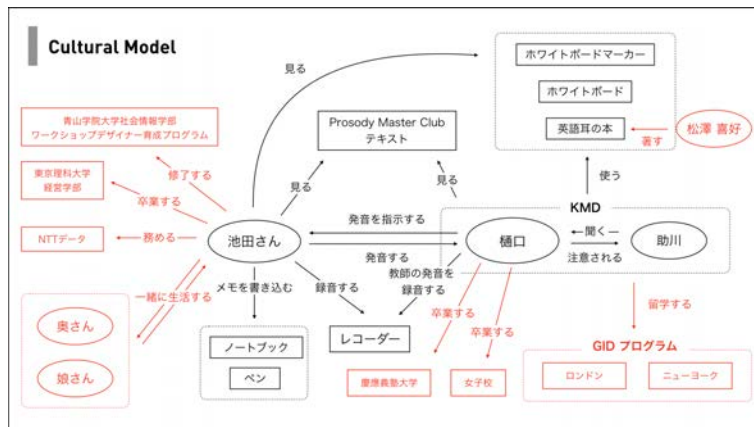 Cultural Model
ホワイトボードマーカー
見る
ホワイトボード
青山学院大学社会情報学部
ワークショップデザイナー育成プログラム
Prosody Master Club
テキスト
英語耳の本
松澤 喜好
著す
東京理科大学
経営学部
修了する
見る
見る
使う
卒業する
KMD
発音を指示する
NTTデータ
務める
池田さん
樋口
聞く
助川
注意される
発音する
教師の発音を
録音する
一緒に生活する
メモを書き込む
録音する
留学する
奥さん
卒業する
卒業する
ノートブック
レコーダー
GID プログラム
娘さん
ペン
慶應義塾大学
女子校
ロンドン
ニューヨーク